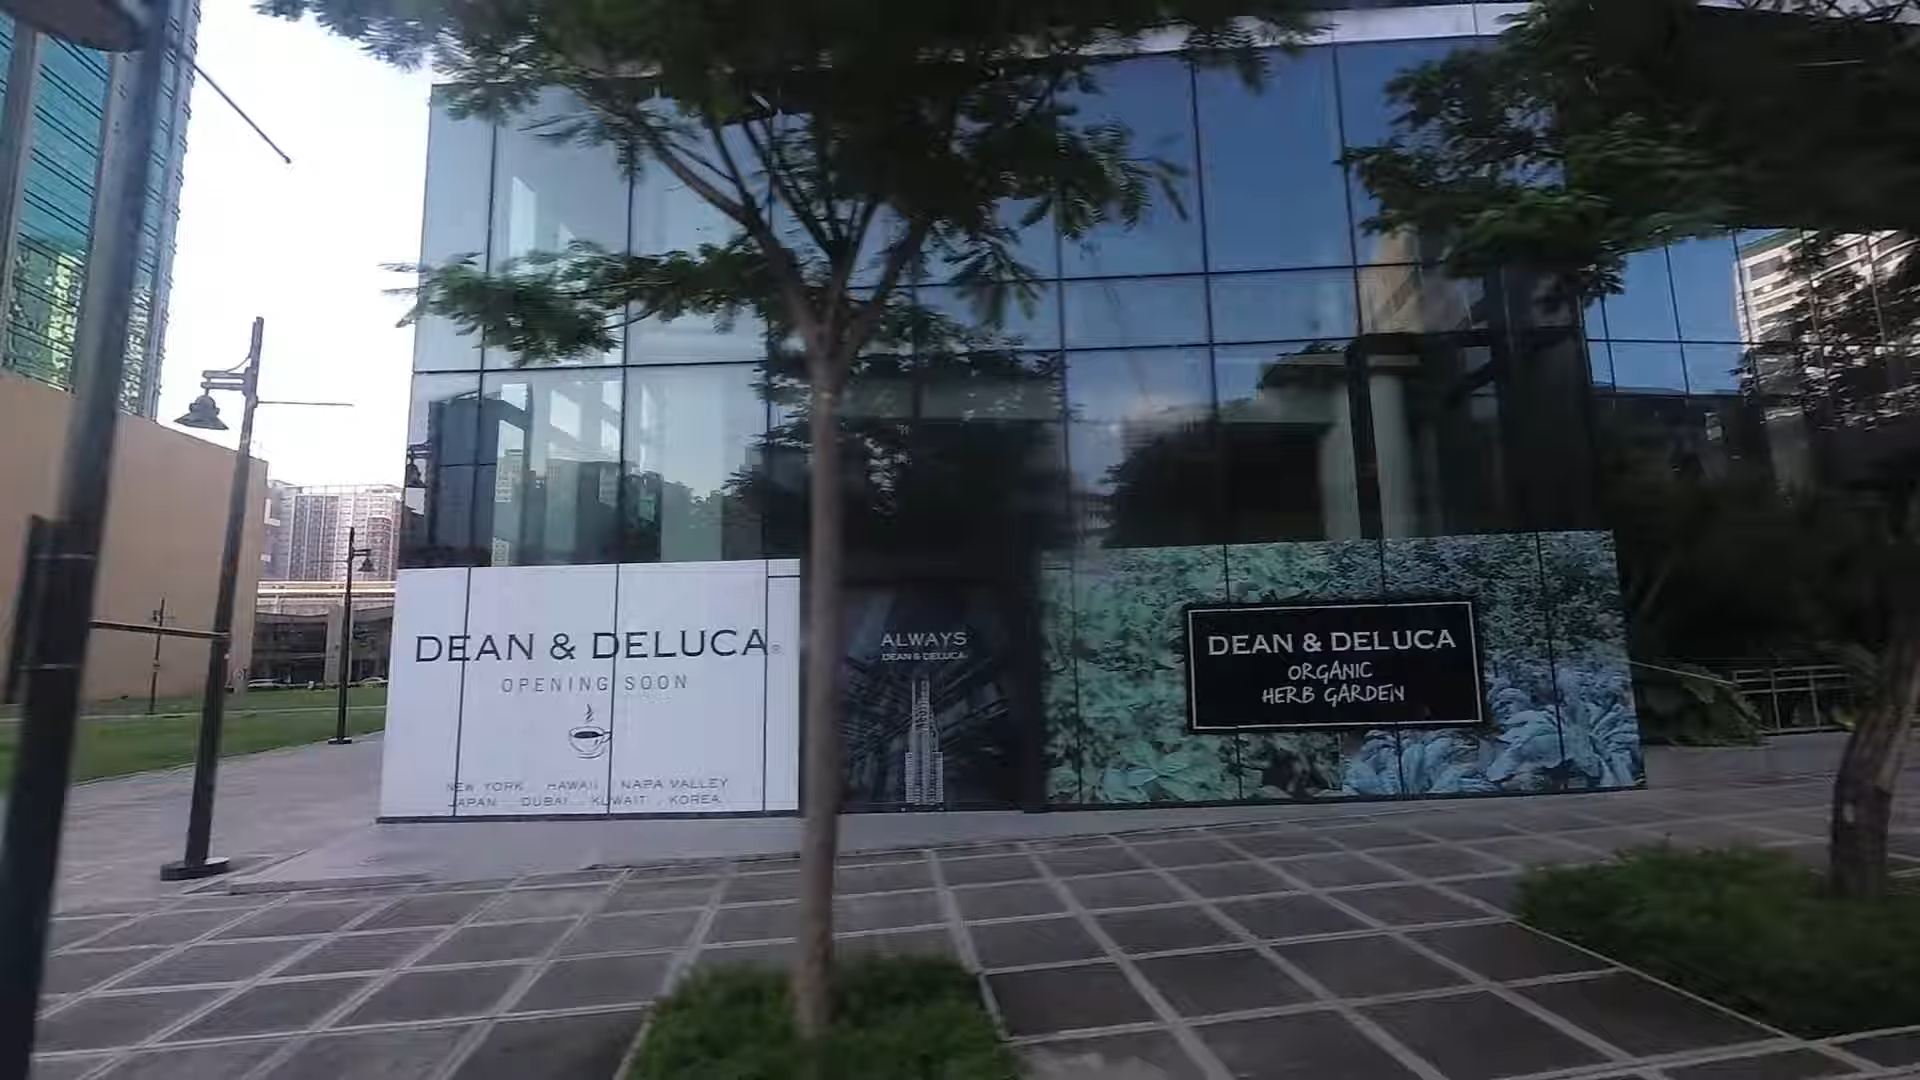 DEAN & DELUCA®
OPENING SOON
NEW YORK . HAWAII . NAPA VALLEY
JAPAN . DUBAI . KUWAIT . KOREA
ALWAYS
DEAN & DELUCA
DEAN & DELUCA
ORGANIC
HERB GARDEN